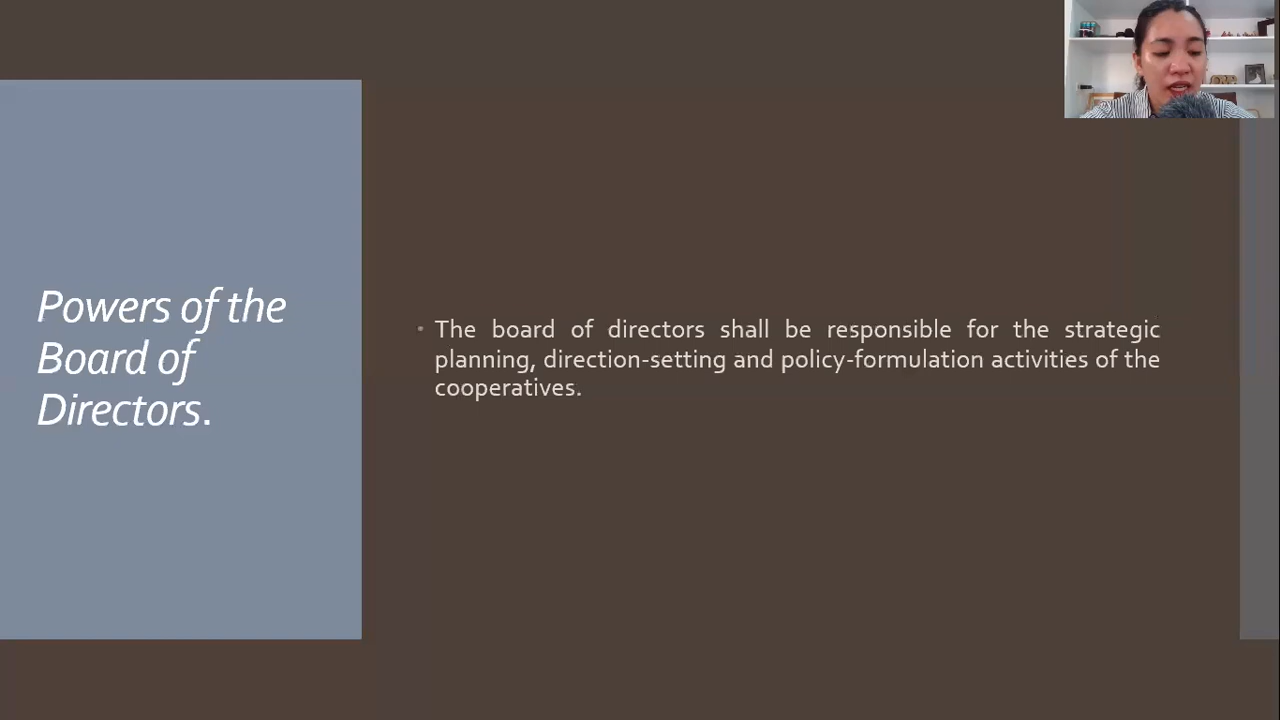 Powers of the
Board of
Directors.
• The board of directors shall be responsible for the strategic
planning, direction-setting and policy-formulation activities of the
cooperatives.